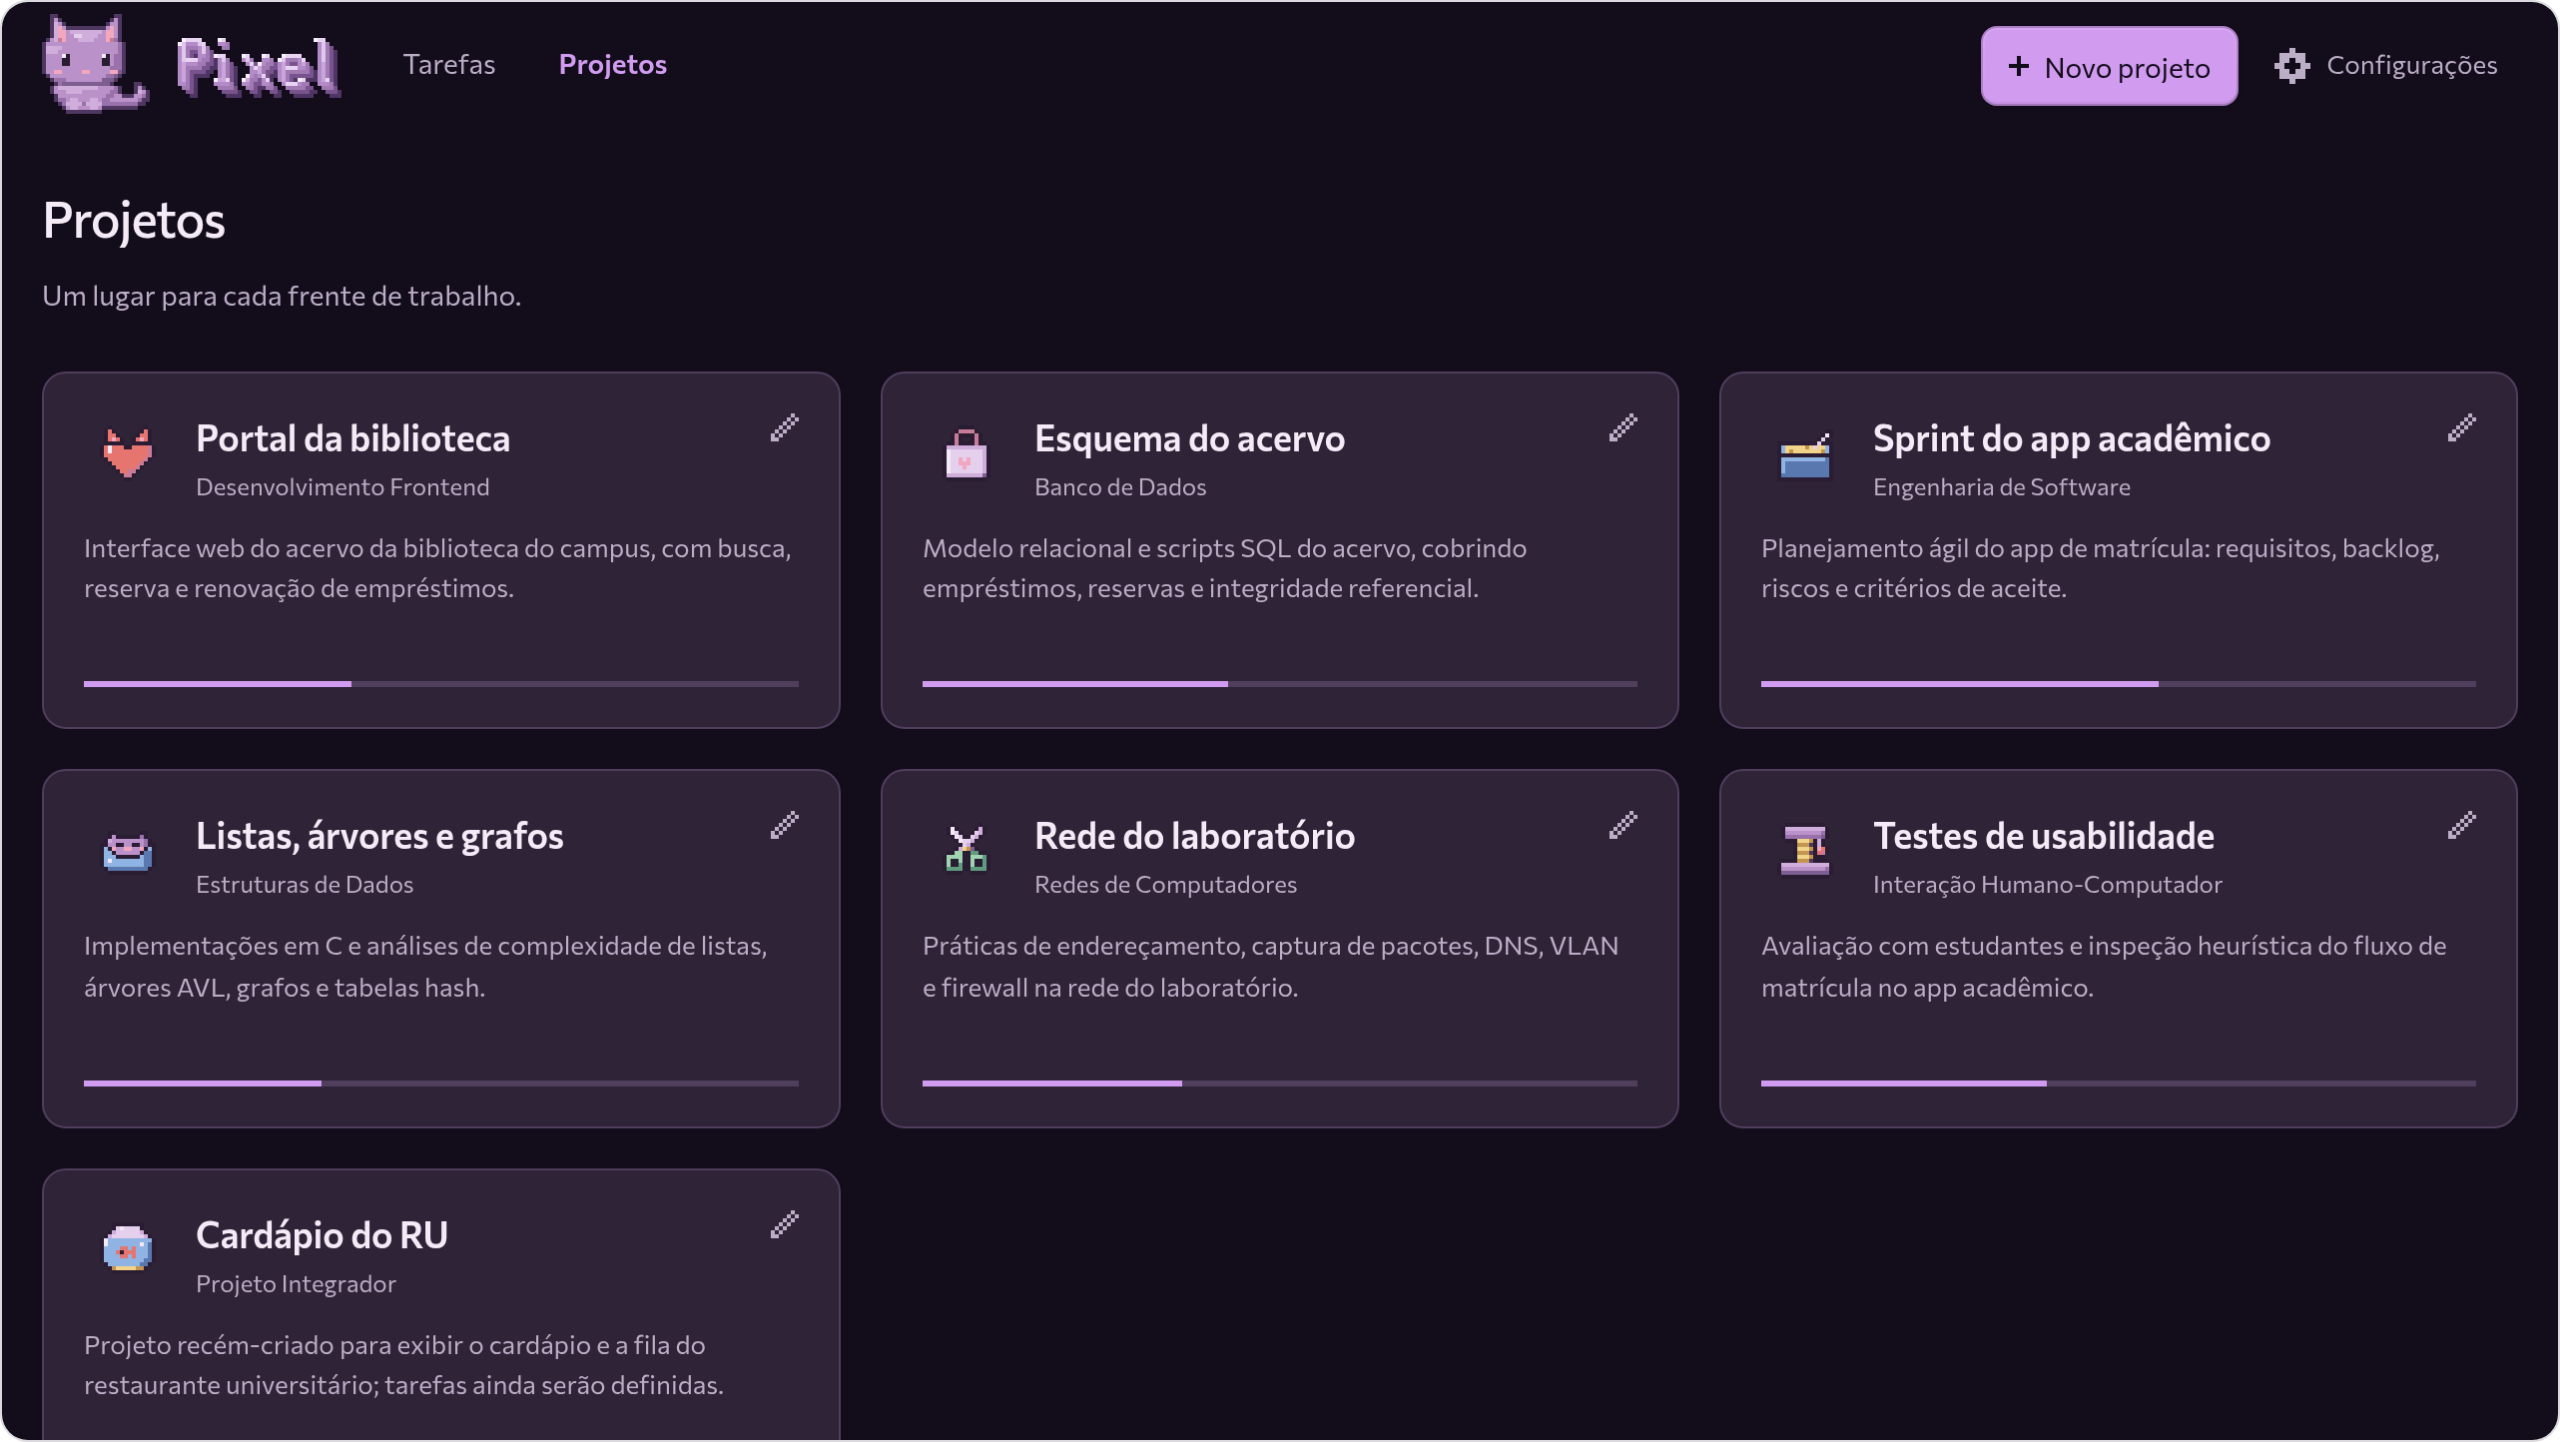 Pixel
Tarefas
Projetos
+ Novo projeto
Configurações
Projetos
Um lugar para cada frente de trabalho.
Portal da biblioteca
Desenvolvimento Frontend
Interface web do acervo da biblioteca do campus, com busca,
reserva e renovação de empréstimos.
Esquema do acervo
Banco de Dados
Modelo relacional e scripts SQL do acervo, cobrindo
empréstimos, reservas e integridade referencial.
Sprint do app acadêmico
Engenharia de Software
Planejamento ágil do app de matrícula: requisitos, backlog,
riscos e critérios de aceite.
Listas, árvores e grafos
Estruturas de Dados
Implementações em C e análises de complexidade de listas,
árvores AVL, grafos e tabelas hash.
Rede do laboratório
Redes de Computadores
Práticas de endereçamento, captura de pacotes, DNS, VLAN
e firewall na rede do laboratório.
Testes de usabilidade
Interação Humano-Computador
Avaliação com estudantes e inspeção heurística do fluxo de
matrícula no app acadêmico.
Cardápio do RU
Projeto Integrador
Projeto recém-criado para exibir o cardápio e a fila do
restaurante universitário; tarefas ainda serão definidas.